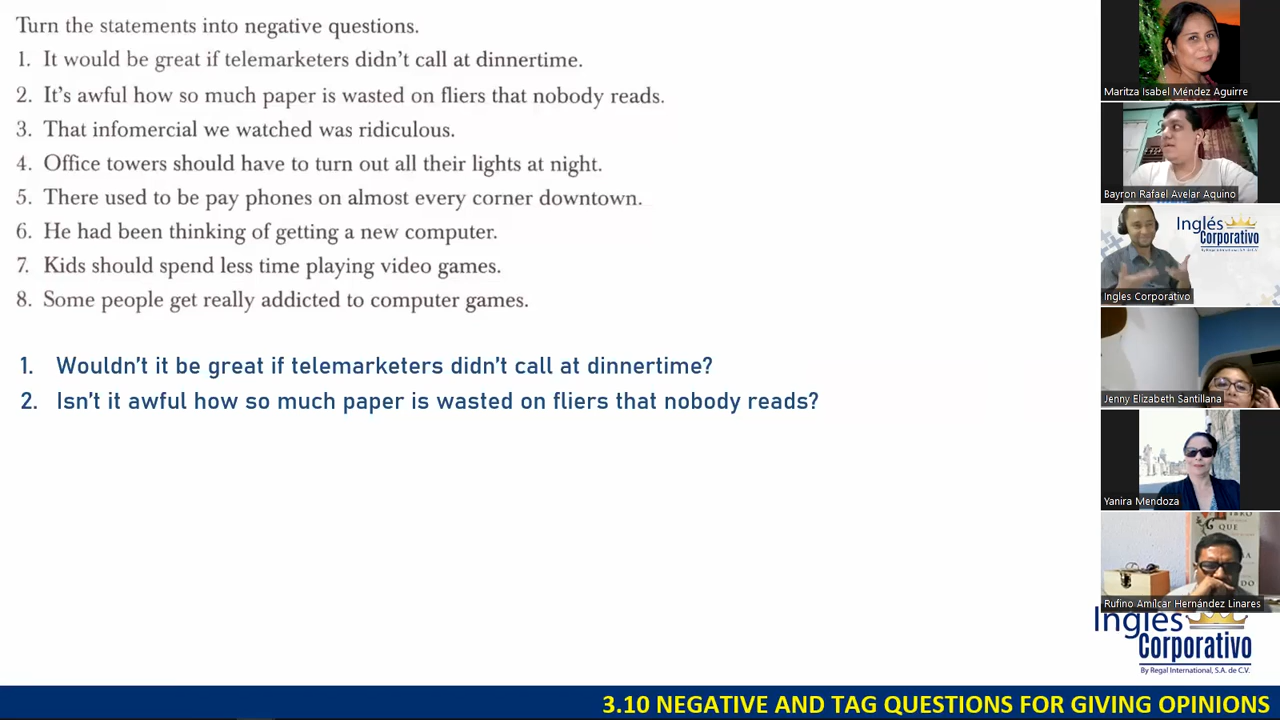 Turn the statements into negative questions.
1. It would be great if telemarketers didn't call at dinnertime.
2. It's awful how so much paper is wasted on fliers that nobody reads.
3. That infomercial we watched was ridiculous.
4. Office towers should have to turn out all their lights at night.
5. There used to be pay phones on almost every corner downtown.
6. He had been thinking of getting a new computer.
7. Kids should spend less time playing video games.
8. Some people get really addicted to computer games.
1. Wouldn't it be great if telemarketers didn't call at dinnertime?
2. Isn't it awful how so much paper is wasted on fliers that nobody reads?
Maritza Isabel Méndez Aguirre
Bayron Rafael Avelar Aquino
Inglés
Corporativo
Ingles Corporativo
Jenny Elizabeth Santillana
Yanira Mendoza
QUE
Rufino Amílcar Hernández Linares
Inglés
Corporativo
By Regal International, S.A. de C.V.
3.10 NEGATIVE AND TAG QUESTIONS FOR GIVING OPINIONS